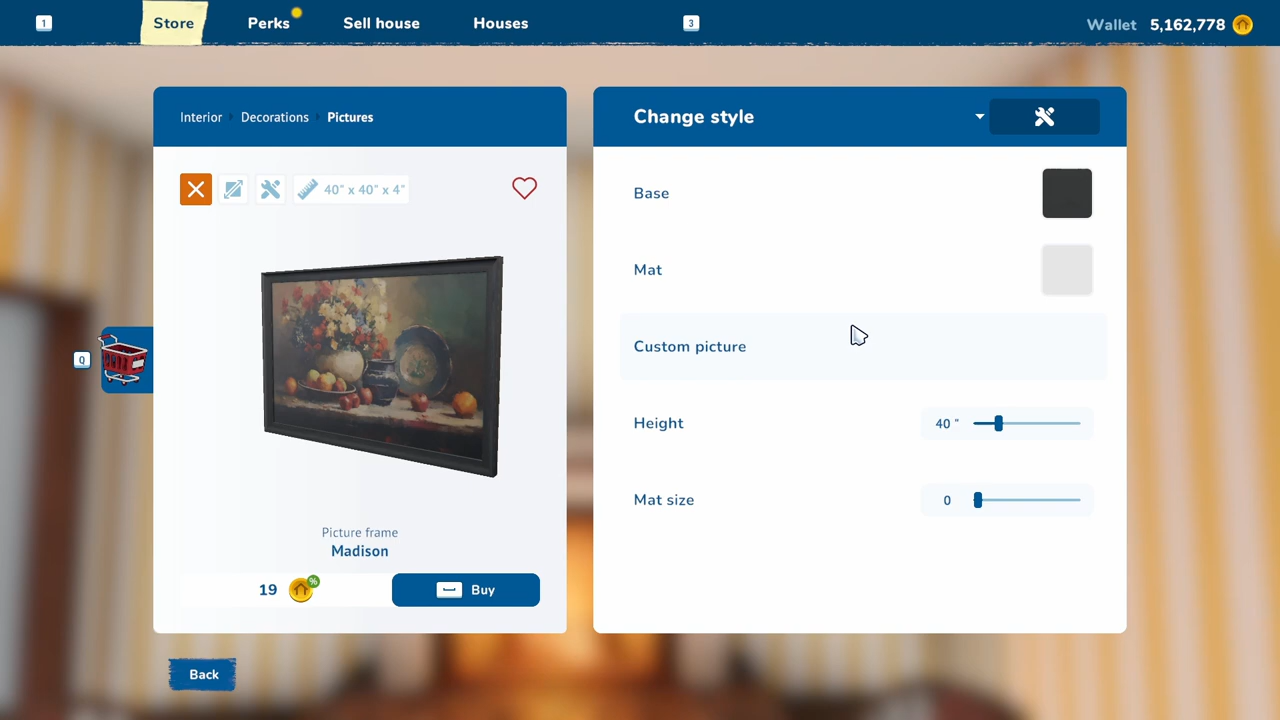 1
Store
Perks
Sell house
Houses
3
Wallet 5,162,778
Interior Decorations Pictures
40" x 40" x 4"
Q
Picture frame
Madison
19 %
Buy
Back
Change style
Base
Mat
Custom picture
Height 40 "
Mat size 0